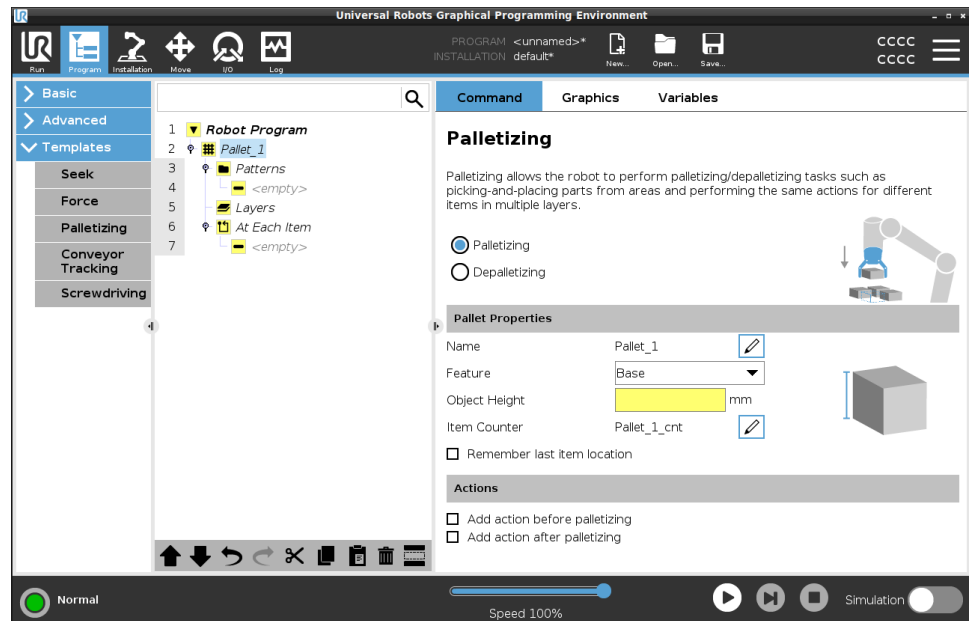 Universal Robots Graphical Programming Environment
UR
Run
Program
Installation
Move
I/O
Log
PROGRAM <unnamed>*
INSTALLATION default*
New...
Open...
Save...
CCCC
CCCC
Basic
Advanced
Templates
Seek
Force
Palletizing
Conveyor
Tracking
Screwdriving
1 Robot Program
2 Pallet_1
3 Patterns
4 <empty>
5 Layers
6 At Each Item
7 <empty>
Command Graphics Variables
Palletizing
Palletizing allows the robot to perform palletizing/depalletizing tasks such as
picking-and-placing parts from areas and performing the same actions for different
items in multiple layers.
Palletizing
Depalletizing
Pallet Properties
Name Pallet_1
Feature Base
Object Height mm
Item Counter Pallet_1_cnt
Remember last item location
Actions
Add action before palletizing
Add action after palletizing
Normal
Speed 100%
Simulation